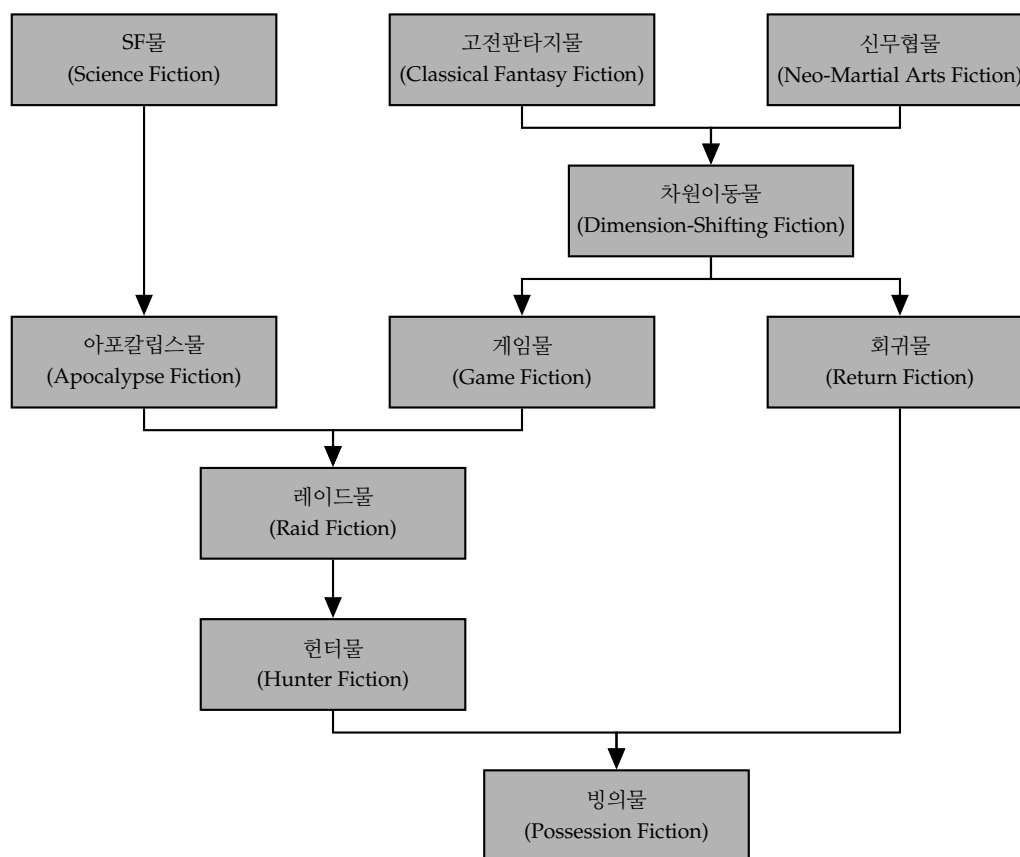 SF물
(Science Fiction)
고전판타지물
(Classical Fantasy Fiction)
신무협물
(Neo-Martial Arts Fiction)
차원이동물
(Dimension-Shifting Fiction)
아포칼립스물
(Apocalypse Fiction)
게임물
(Game Fiction)
회귀물
(Return Fiction)
레이드물
(Raid Fiction)
헌터물
(Hunter Fiction)
빙의물
(Possession Fiction)